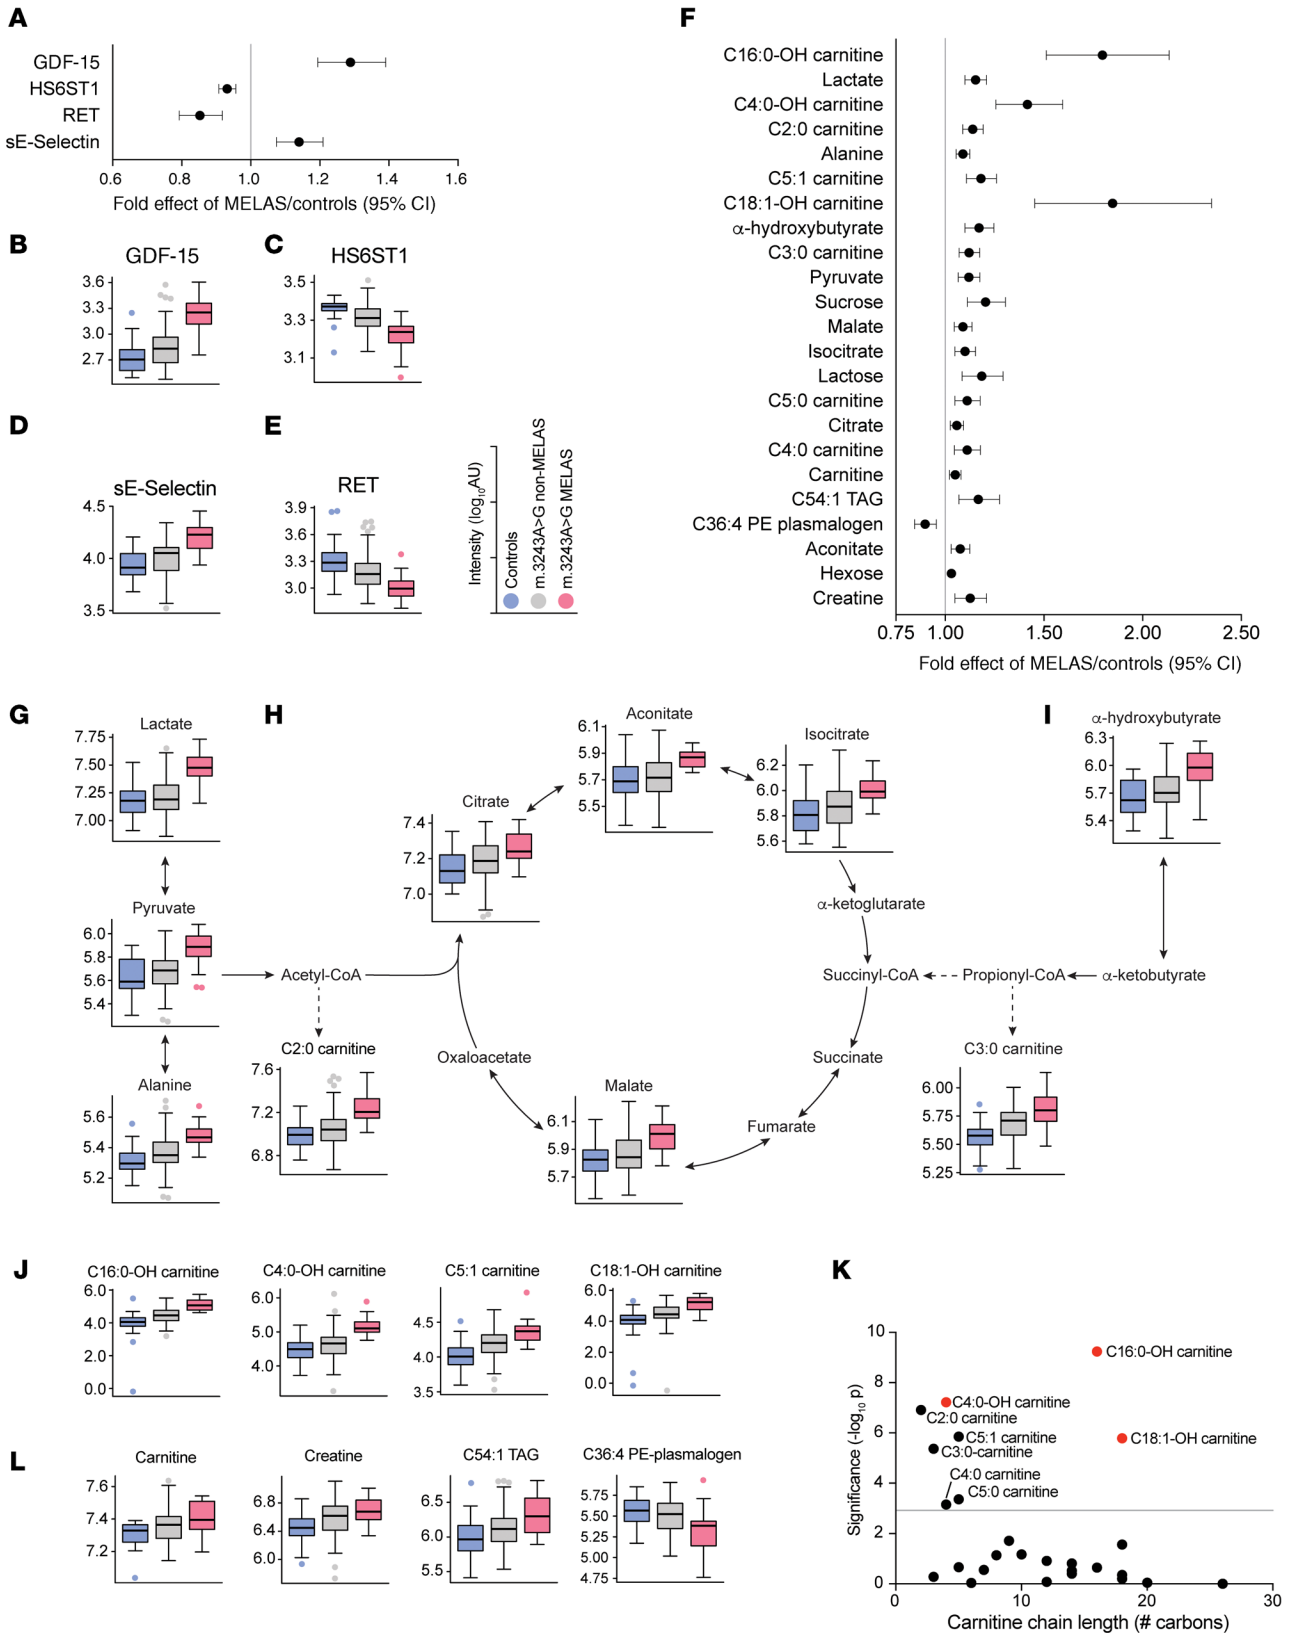 A
GDF-15
HS6ST1
RET
sE-Selectin
0.6 0.8 1.0 1.2 1.4 1.6
Fold effect of MELAS/controls (95% CI)
B
GDF-15
3.6
3.3
3.0
2.7
C
HS6ST1
3.5
3.3
3.1
D
sE-Selectin
4.5
4.0
3.5
E
RET
3.9
3.6
3.3
3.0
Intensity (log10AU)
Controls
m.3243A>G non-MELAS
m.3243A>G MELAS
F
C16:0-OH carnitine
Lactate
C4:0-OH carnitine
C2:0 carnitine
Alanine
C5:1 carnitine
C18:1-OH carnitine
α-hydroxybutyrate
C3:0 carnitine
Pyruvate
Sucrose
Malate
Isocitrate
Lactose
C5:0 carnitine
Citrate
C4:0 carnitine
Carnitine
C54:1 TAG
C36:4 PE plasmalogen
Aconitate
Hexose
Creatine
0.75 1.00 1.50 2.00 2.50
Fold effect of MELAS/controls (95% CI)
G
Lactate
7.75
7.50
7.25
7.00
Pyruvate
6.0
5.8
5.6
5.4
Alanine
5.6
5.4
5.2
H
Citrate
7.4
7.2
7.0
Aconitate
6.1
5.9
5.7
5.5
Isocitrate
6.2
6.0
5.8
5.6
α-ketoglutarate
Acetyl-CoA
Succinyl-CoA
Propionyl-CoA
α-ketobutyrate
C2:0 carnitine
7.6
7.2
6.8
Oxaloacetate
Succinate
Malate
6.1
5.9
5.7
Fumarate
I
α-hydroxybutyrate
6.3
6.0
5.7
5.4
C3:0 carnitine
6.00
5.75
5.50
5.25
J
C16:0-OH carnitine
6.0
4.0
2.0
0.0
C4:0-OH carnitine
6.0
5.0
4.0
C5:1 carnitine
4.5
4.0
3.5
C18:1-OH carnitine
6.0
4.0
2.0
0.0
K
Significance (-log10 p)
10
8
6
4
2
0
C16:0-OH carnitine
C4:0-OH carnitine
C2:0 carnitine
C5:1 carnitine
C18:1-OH carnitine
C3:0-carnitine
C4:0 carnitine
C5:0 carnitine
0 10 20 30
Carnitine chain length (# carbons)
L
Carnitine
7.6
7.4
7.2
Creatine
6.8
6.4
6.0
C54:1 TAG
6.5
6.0
5.5
C36:4 PE-plasmalogen
5.75
5.50
5.25
5.00
4.75